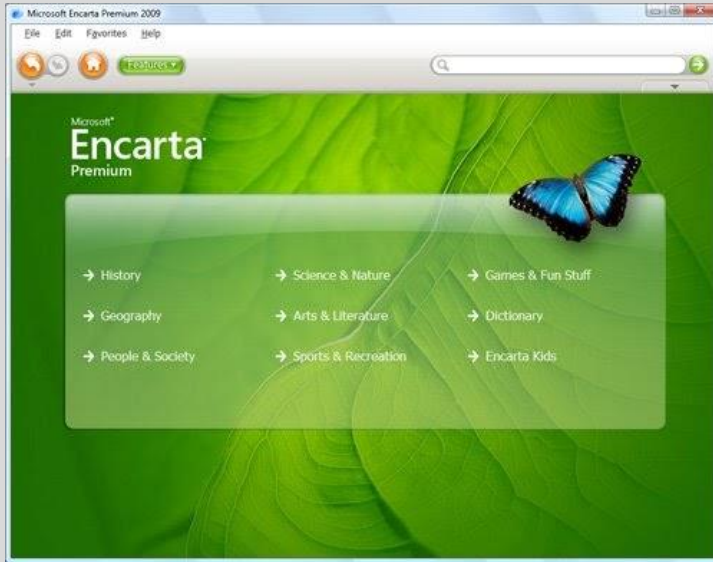 Microsoft Encarta Premium 2009
File Edit Favorites Help
Features
Microsoft
Encarta
Premium
History Science & Nature Games & Fun Stuff
Geography Arts & Literature Dictionary
People & Society Sports & Recreation Encarta Kids